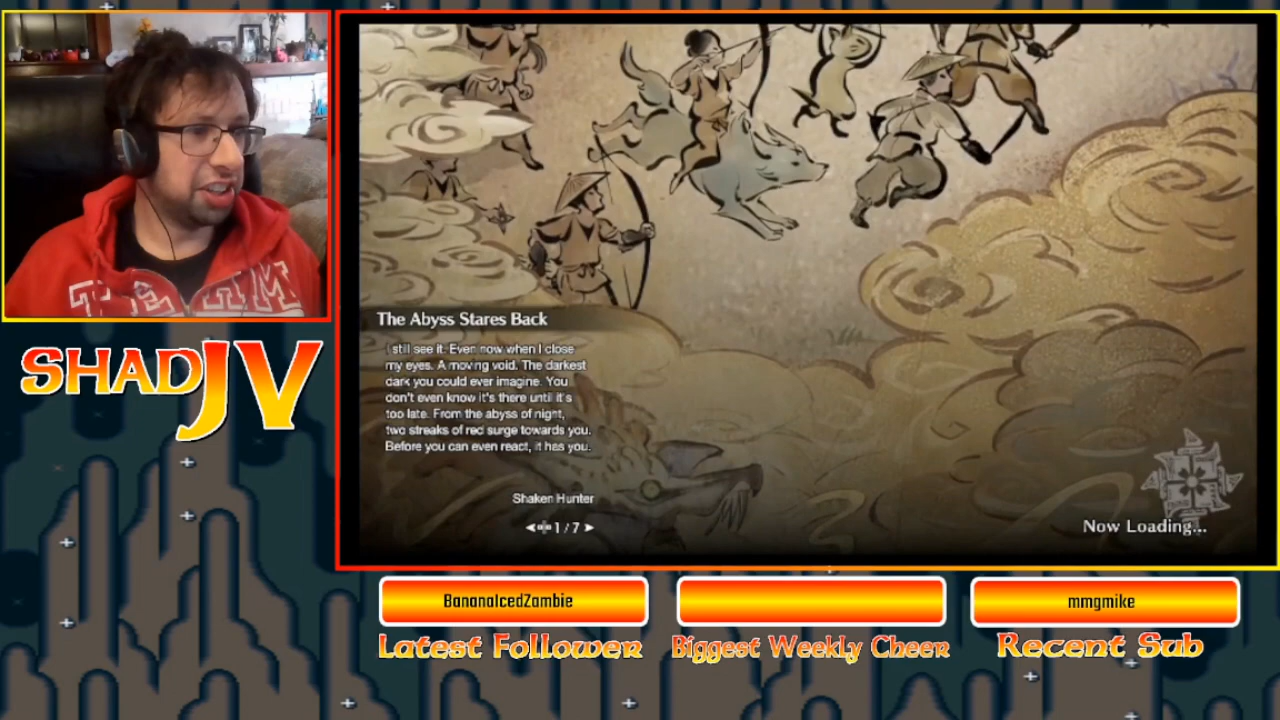 The Abyss Stares Back
I still see it. Even now when I close
my eyes. A moving void. The darkest
dark you could ever imagine. You
don't even know it's there until it's
too late. From the abyss of night,
two streaks of red surge towards you.
Before you can even react, it has you.
Shaken Hunter
1 / 7
Now Loading...
SHADJV
BananaIcedZambie
Latest Follower
Biggest Weekly Cheer
mmgmike
Recent Sub